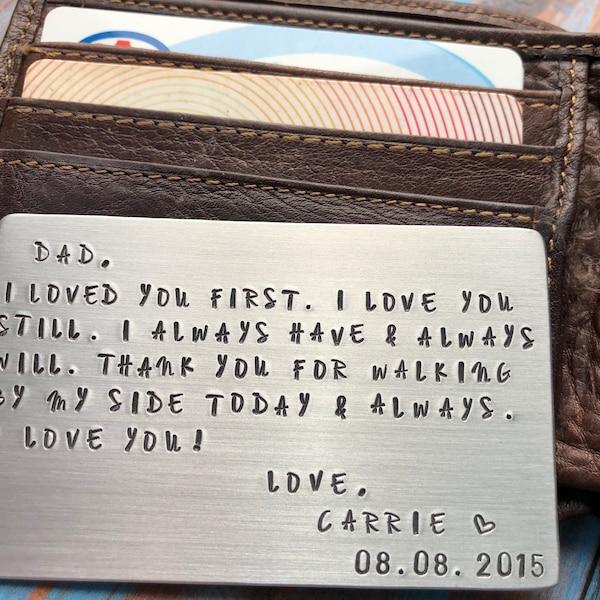 DAD.
I LOVED YOU FIRST. I LOVE YOU
STILL. I ALWAYS HAVE & ALWAYS
WILL. THANK YOU FOR WALKING
BY MY SIDE TODAY & ALWAYS.
I LOVE YOU!
LOVE,
CARRIE ♡
08.08.2015